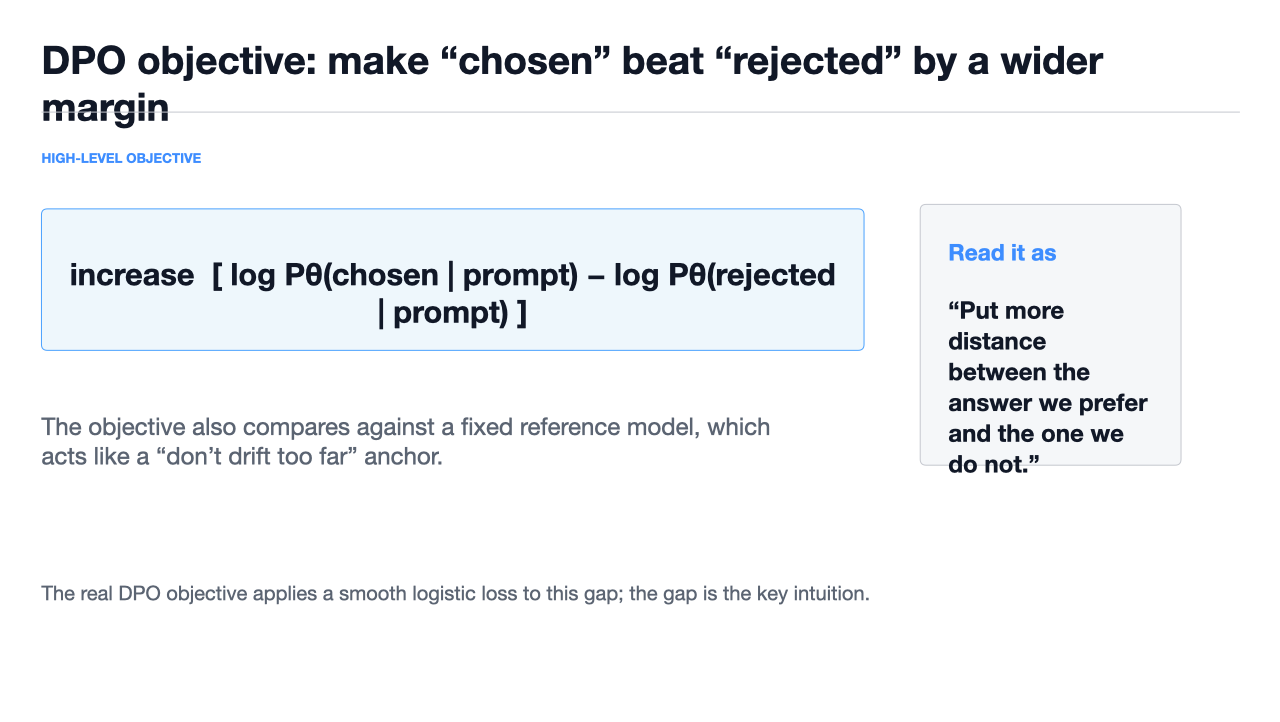 DPO objective: make “chosen” beat “rejected” by a wider
margin
HIGH-LEVEL OBJECTIVE
increase [ log Pθ(chosen | prompt) − log Pθ(rejected
| prompt) ]
The objective also compares against a fixed reference model, which
acts like a “don’t drift too far” anchor.
Read it as
“Put more
distance
between the
answer we prefer
and the one we
do not.”
The real DPO objective applies a smooth logistic loss to this gap; the gap is the key intuition.